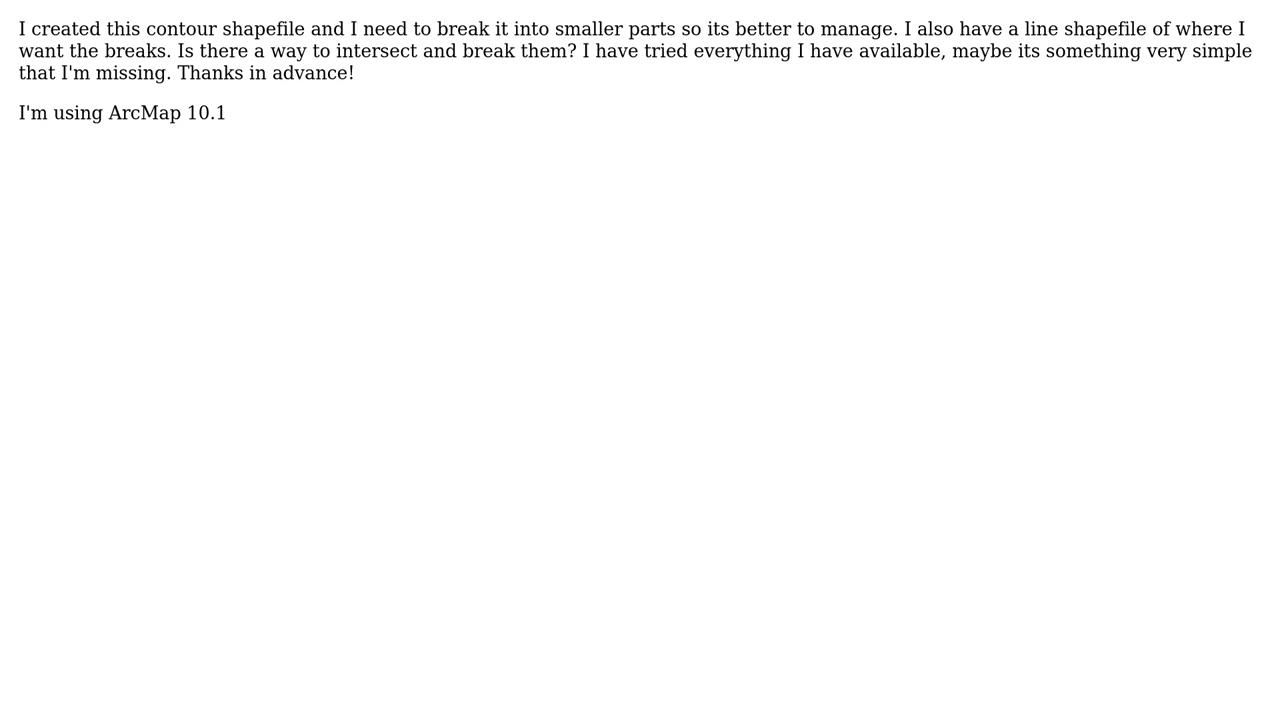 I created this contour shapefile and I need to break it into smaller parts so its better to manage. I also have a line shapefile of where I
want the breaks. Is there a way to intersect and break them? I have tried everything I have available, maybe its something very simple
that I'm missing. Thanks in advance!
I'm using ArcMap 10.1